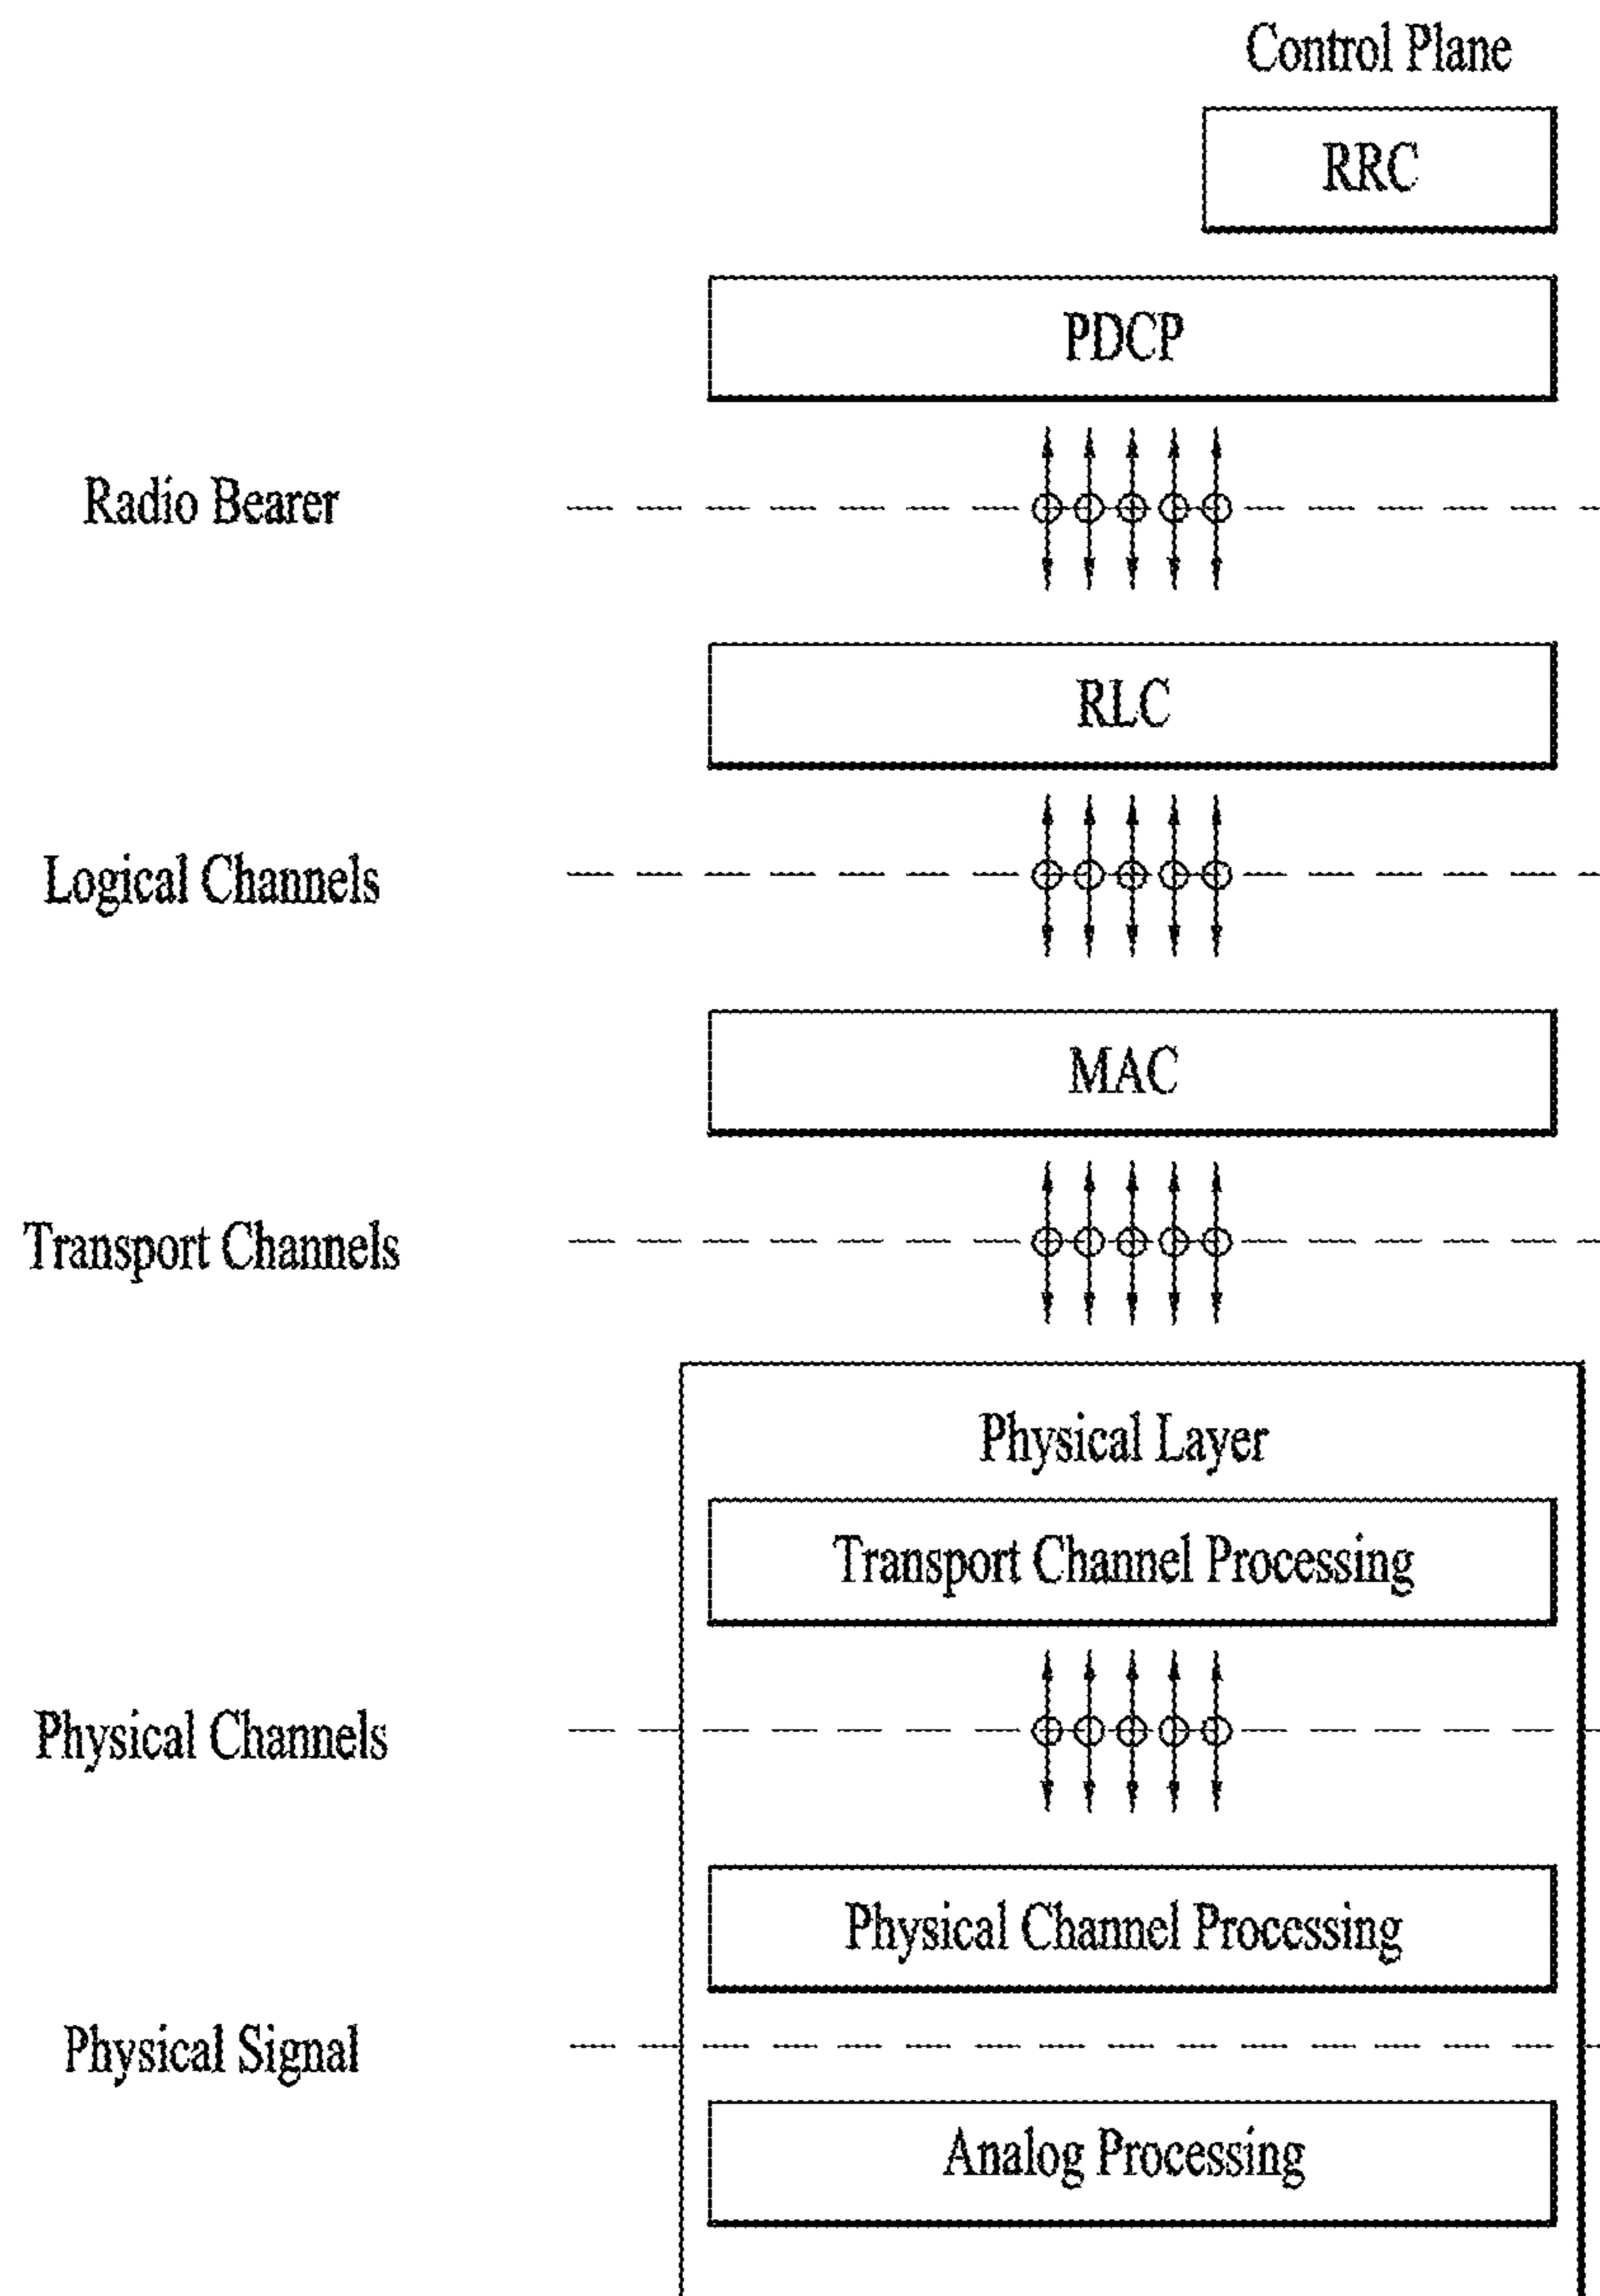 Control Plane
RRC
PDCP
Radio Bearer
RLC
Logical Channels
MAC
Transport Channels
Physical Layer
Transport Channel Processing
Physical Channels
Physical Channel Processing
Physical Signal
Analog Processing